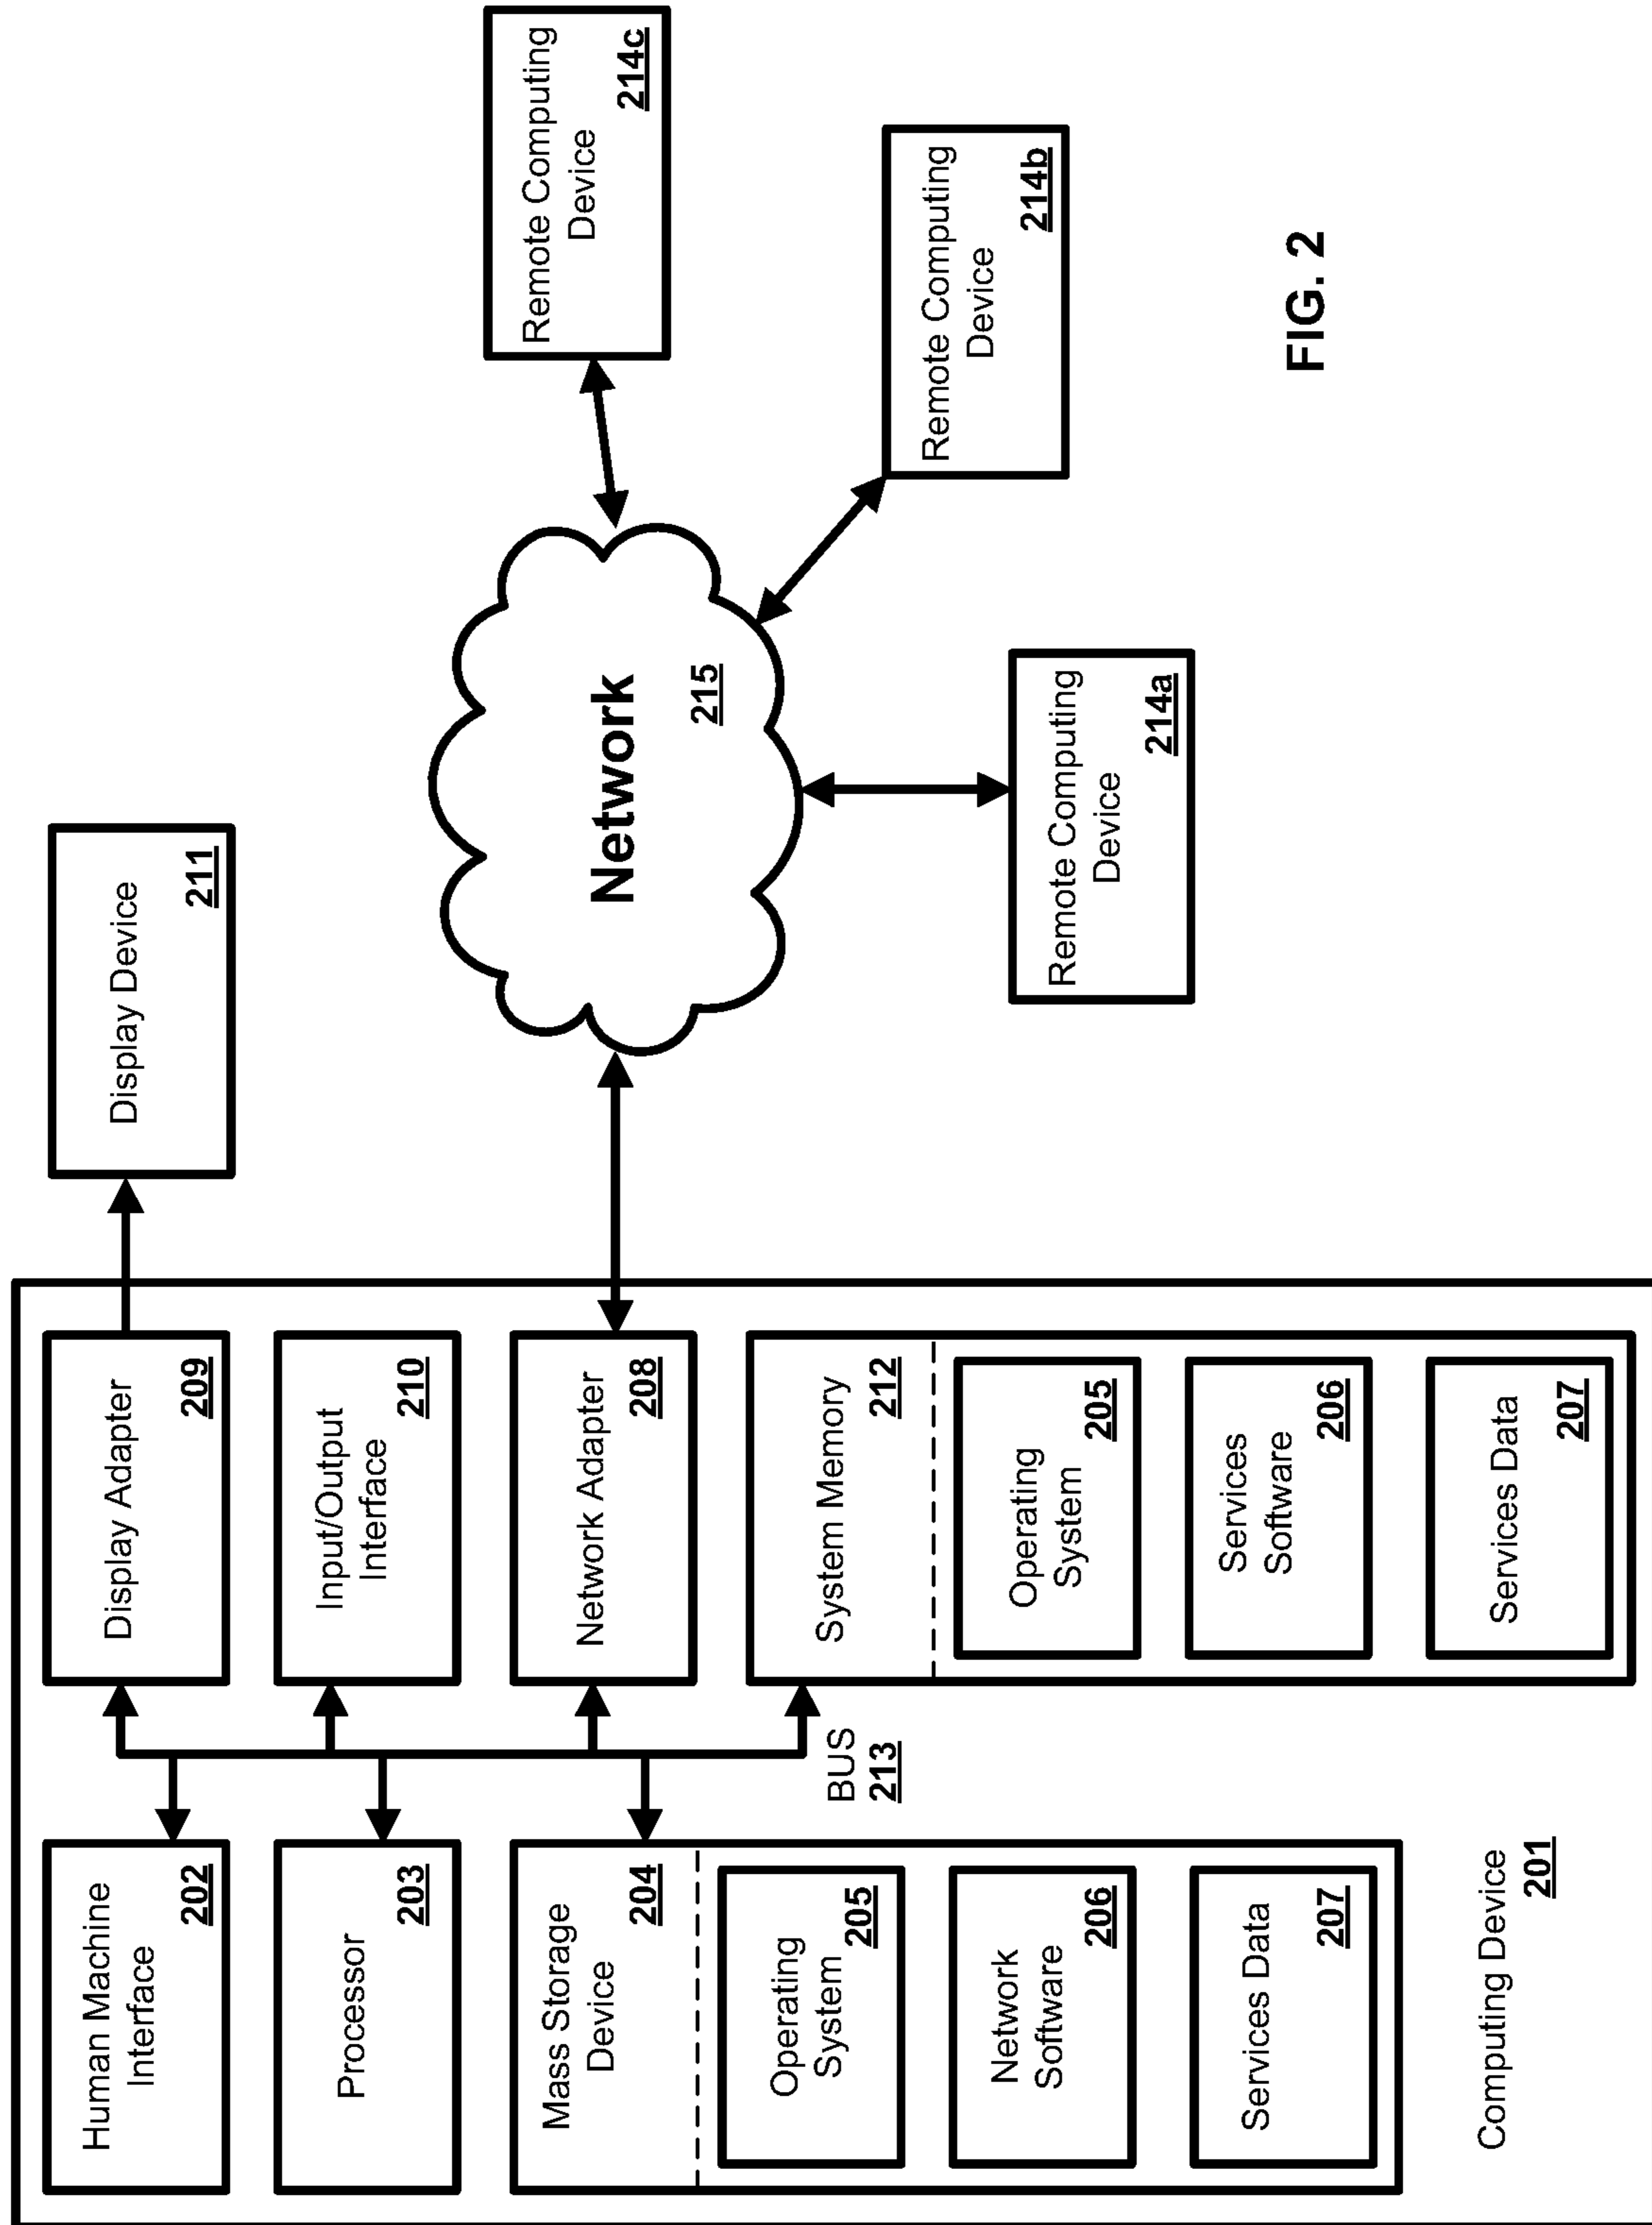 Human Machine
Interface
202
Processor
203
Mass Storage
Device
204
Operating
System
205
Network
Software
206
Services Data
207
Computing Device
201
BUS
213
Display Adapter
209
Input/Output
Interface
210
Network Adapter
208
System Memory
212
Operating
System
205
Services
Software
206
Services Data
207
Display Device
211
Network
215
Remote Computing
Device
214a
Remote Computing
Device
214b
Remote Computing
Device
214c
FIG. 2